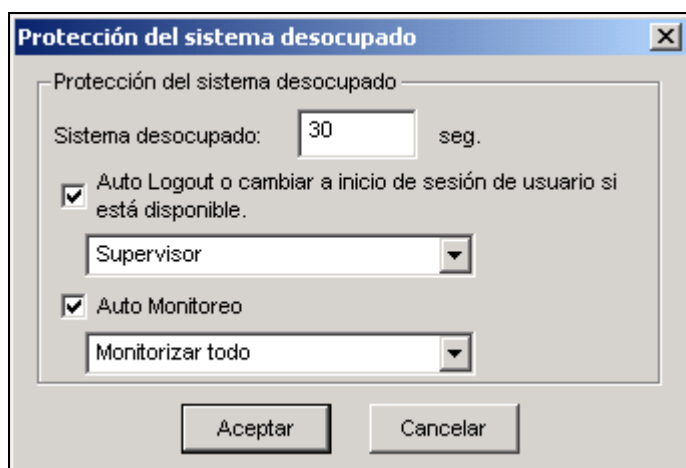 Protección del sistema desocupado
Protección del sistema desocupado
Sistema desocupado: 30 seg.
Auto Logout o cambiar a inicio de sesión de usuario si
está disponible.
Supervisor
Auto Monitoreo
Monitorizar todo
Aceptar Cancelar